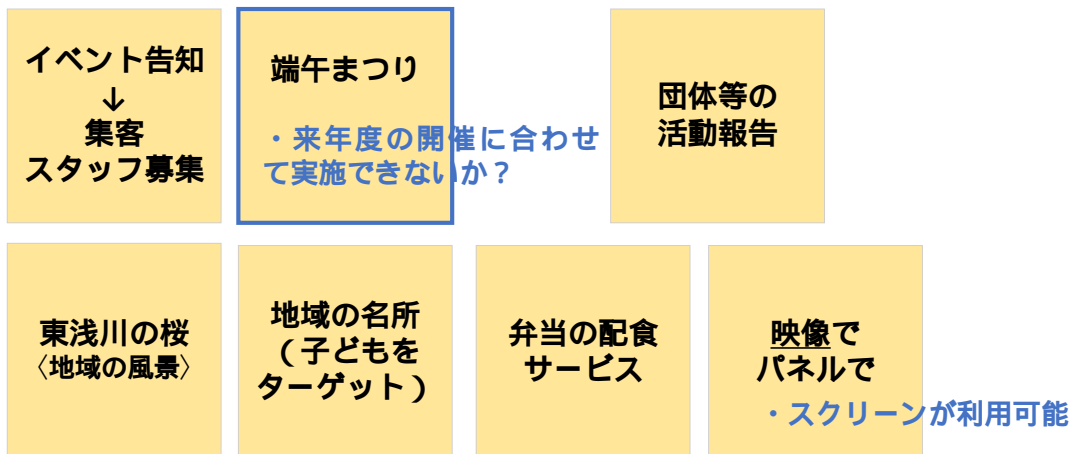 イベント告知
↓
集客
スタッフ募集
端午まつり
・来年度の開催に合わせ
て実施できないか？
団体等の
活動報告
東浅川の桜
〈地域の風景〉
地域の名所
（子どもを
ターゲット）
弁当の配食
サービス
映像で
パネルで
・スクリーンが利用可能